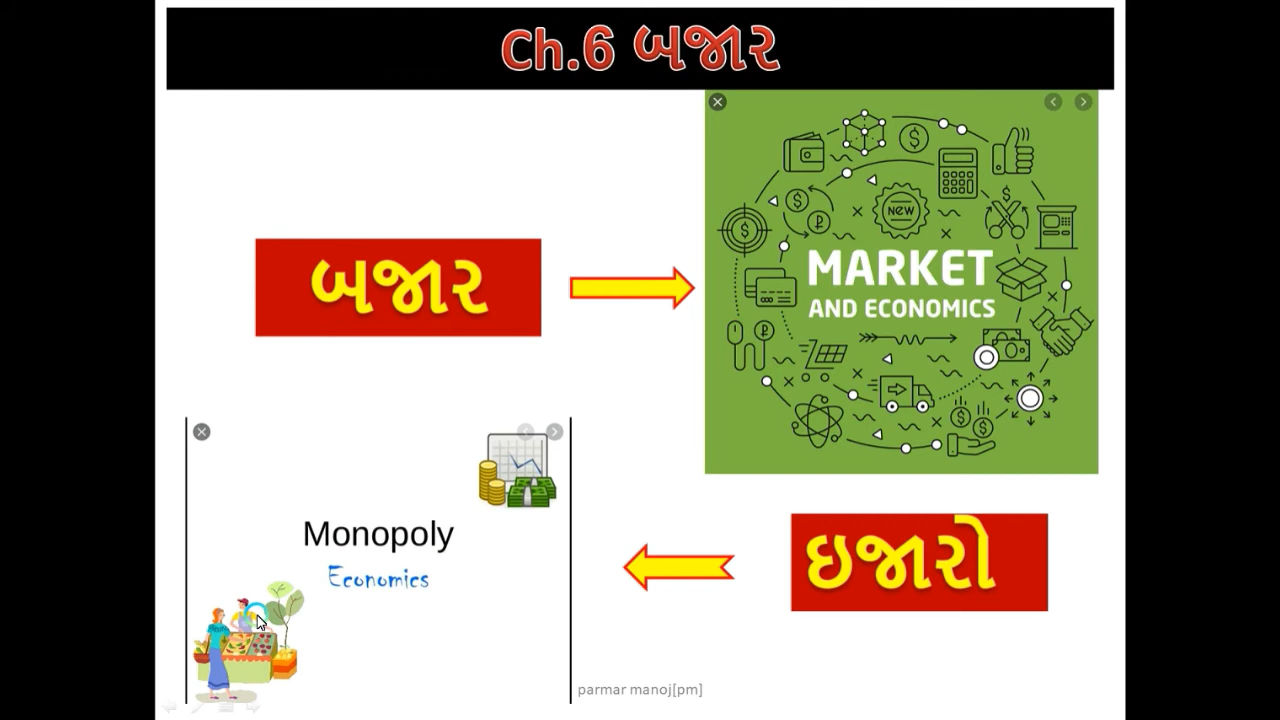 Ch.6 બજાર
બજાર
NEW
MARKET
AND ECONOMICS
Monopoly
Economics
ઇજારો
parmar manoj[pm]